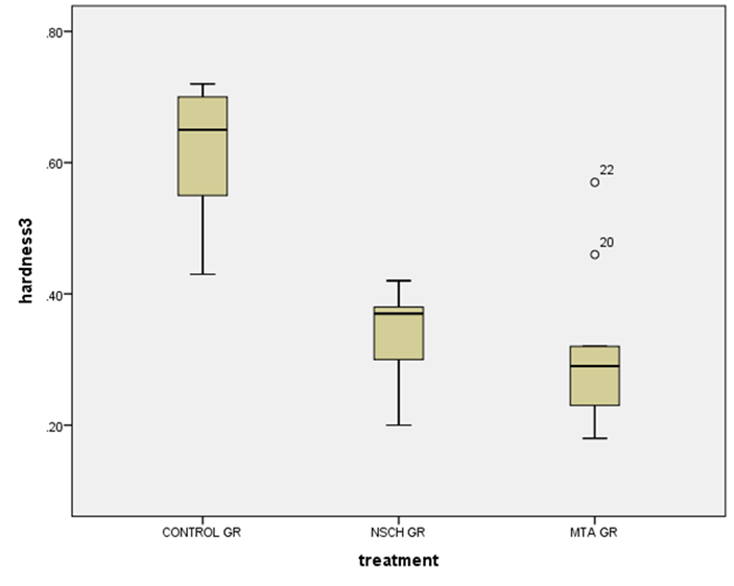 .80
.60
.40
.20
hardness3
22
20
CONTROL GR
NSCH GR
MTA GR
treatment